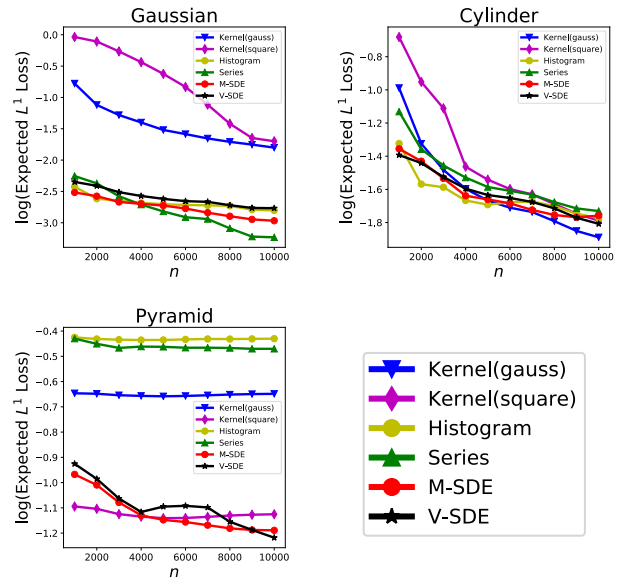 Gaussian
0.0
−0.5
−1.0
−1.5
−2.0
−2.5
−3.0
log(Expected L¹ Loss)
Kernel(gauss)
Kernel(square)
Histogram
Series
M-SDE
V-SDE
2000 4000 6000 8000 10000
n
Cylinder
−0.8
−1.0
−1.2
−1.4
−1.6
−1.8
log(Expected L¹ Loss)
Kernel(gauss)
Kernel(square)
Histogram
Series
M-SDE
V-SDE
2000 4000 6000 8000 10000
n
Pyramid
−0.4
−0.5
−0.6
−0.7
−0.8
−0.9
−1.0
−1.1
−1.2
log(Expected L¹ Loss)
Kernel(gauss)
Kernel(square)
Histogram
Series
M-SDE
V-SDE
2000 4000 6000 8000 10000
n
Kernel(gauss)
Kernel(square)
Histogram
Series
M-SDE
V-SDE